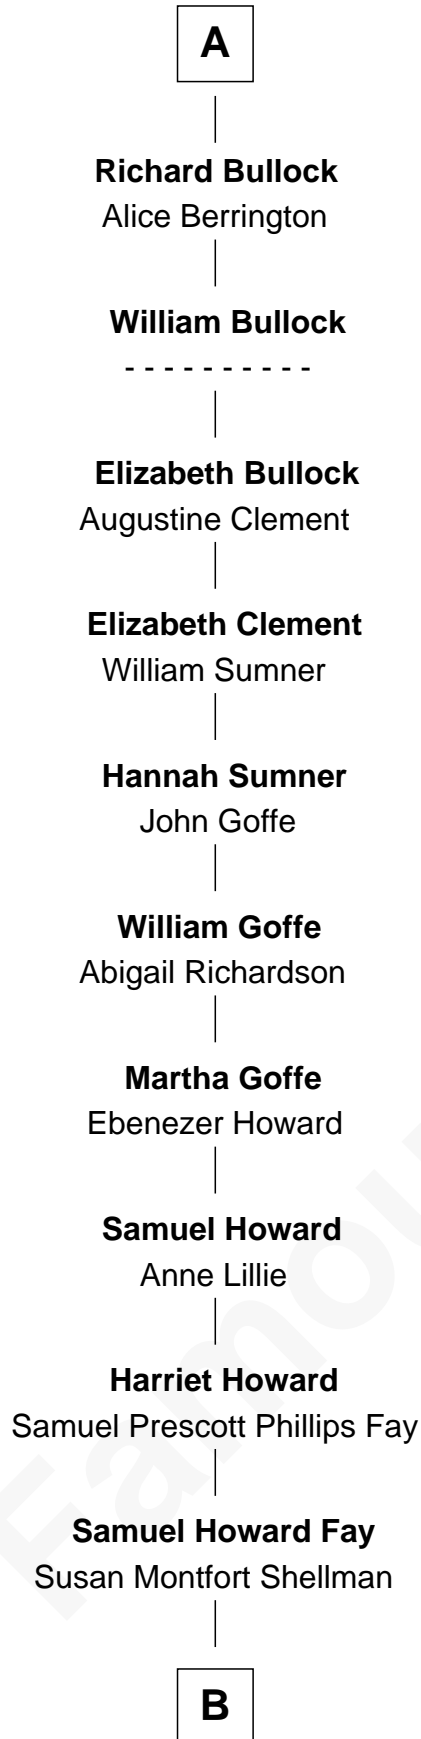 A
Richard Bullock
Alice Berrington
William Bullock
- - - - - - - - - -
Elizabeth Bullock
Augustine Clement
Elizabeth Clement
William Sumner
Hannah Sumner
John Goffe
William Goffe
Abigail Richardson
Martha Goffe
Ebenezer Howard
Samuel Howard
Anne Lillie
Harriet Howard
Samuel Prescott Phillips Fay
Samuel Howard Fay
Susan Montfort Shellman
B
Famou